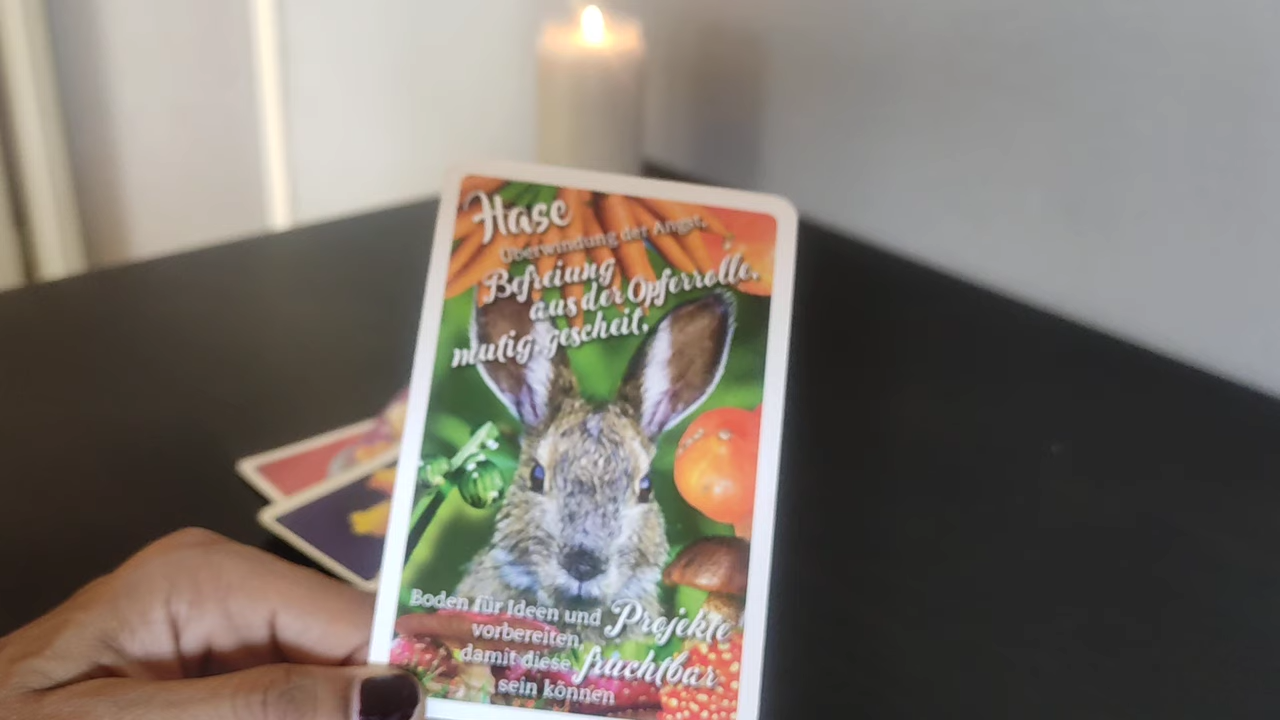 Hase
Überwindung der Angst.
Befreiung
aus der Opferrolle.
mutig, gescheit,
Boden für Ideen und Projekte
vorbereiten,
damit diese fruchtbar
sein können